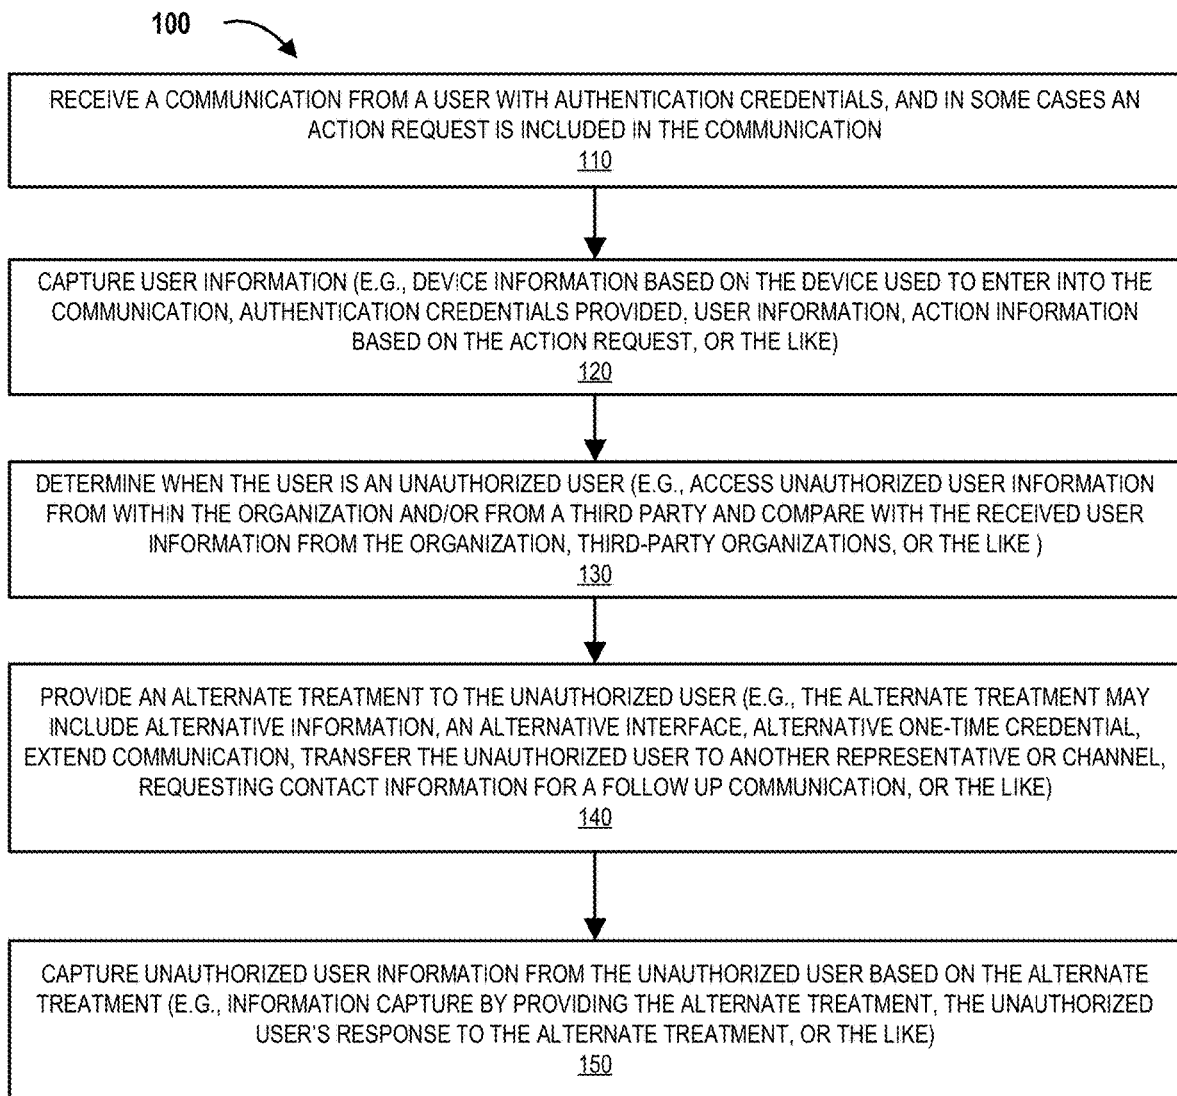 100
RECEIVE A COMMUNICATION FROM A USER WITH AUTHENTICATION CREDENTIALS, AND IN SOME CASES AN
ACTION REQUEST IS INCLUDED IN THE COMMUNICATION
110
CAPTURE USER INFORMATION (E.G., DEVICE INFORMATION BASED ON THE DEVICE USED TO ENTER INTO THE
COMMUNICATION, AUTHENTICATION CREDENTIALS PROVIDED, USER INFORMATION, ACTION INFORMATION
BASED ON THE ACTION REQUEST, OR THE LIKE)
120
DETERMINE WHEN THE USER IS AN UNAUTHORIZED USER (E.G., ACCESS UNAUTHORIZED USER INFORMATION
FROM WITHIN THE ORGANIZATION AND/OR FROM A THIRD PARTY AND COMPARE WITH THE RECEIVED USER
INFORMATION FROM THE ORGANIZATION, THIRD-PARTY ORGANIZATIONS, OR THE LIKE )
130
PROVIDE AN ALTERNATE TREATMENT TO THE UNAUTHORIZED USER (E.G., THE ALTERNATE TREATMENT MAY
INCLUDE ALTERNATIVE INFORMATION, AN ALTERNATIVE INTERFACE, ALTERNATIVE ONE-TIME CREDENTIAL,
EXTEND COMMUNICATION, TRANSFER THE UNAUTHORIZED USER TO ANOTHER REPRESENTATIVE OR CHANNEL,
REQUESTING CONTACT INFORMATION FOR A FOLLOW UP COMMUNICATION, OR THE LIKE)
140
CAPTURE UNAUTHORIZED USER INFORMATION FROM THE UNAUTHORIZED USER BASED ON THE ALTERNATE
TREATMENT (E.G., INFORMATION CAPTURE BY PROVIDING THE ALTERNATE TREATMENT, THE UNAUTHORIZED
USER'S RESPONSE TO THE ALTERNATE TREATMENT, OR THE LIKE)
150